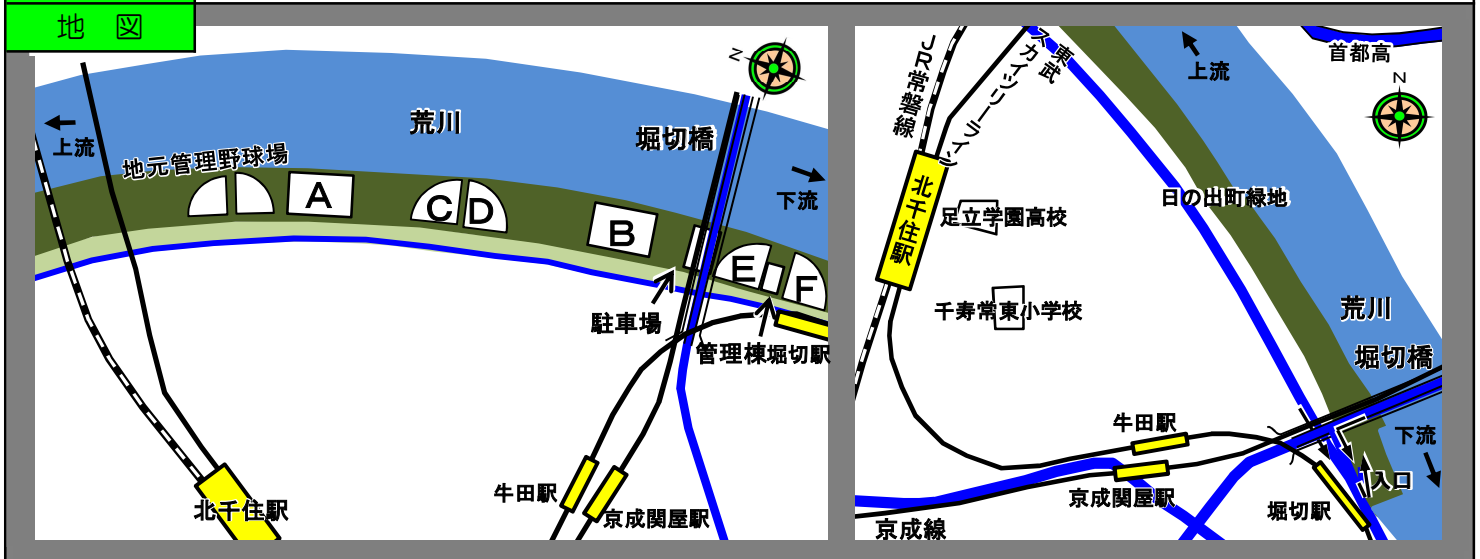 地 図
N
荒川
堀切橋
上流
地元管理野球場
A
C
D
B
E
F
下流
駐車場
管理棟
堀切駅
牛田駅
京成関屋駅
北千住駅
JR常磐線
東武
スカイツリーライン
上流
首都高
N
北千住駅
足立学園高校
日の出町緑地
千寿常東小学校
荒川
堀切橋
牛田駅
下流
京成関屋駅
入口
堀切駅
京成線